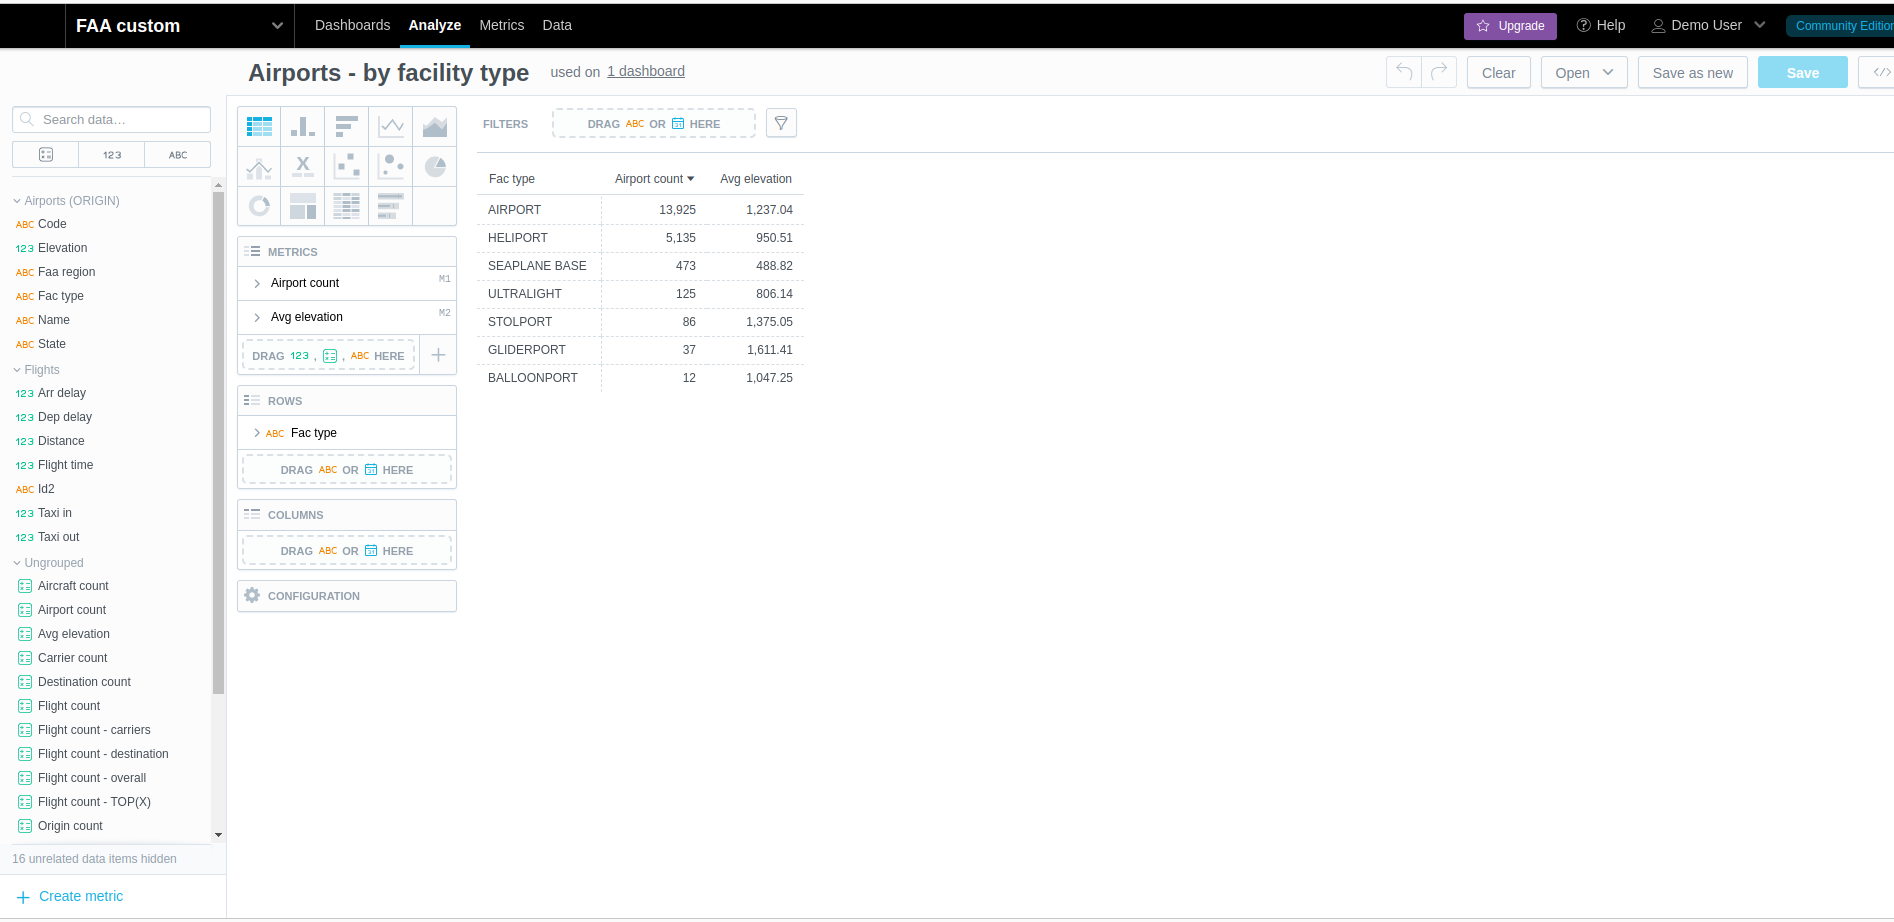 FAA custom
Dashboards Analyze Metrics Data
Upgrade Help Demo User Community Edition
Airports - by facility type used on 1 dashboard
Clear Open Save as new Save </>
Search data…
123 ABC
Airports (ORIGIN)
ABC Code
123 Elevation
ABC Faa region
ABC Fac type
ABC Name
ABC State
Flights
123 Arr delay
123 Dep delay
123 Distance
123 Flight time
ABC Id2
123 Taxi in
123 Taxi out
Ungrouped
Aircraft count
Airport count
Avg elevation
Carrier count
Destination count
Flight count
Flight count - carriers
Flight count - destination
Flight count - overall
Flight count - TOP(X)
Origin count
16 unrelated data items hidden
Create metric
X
METRICS
Airport count M1
Avg elevation M2
DRAG 123 , , ABC HERE
ROWS
ABC Fac type
DRAG ABC OR 31 HERE
COLUMNS
DRAG ABC OR 31 HERE
CONFIGURATION
FILTERS DRAG ABC OR 31 HERE
Fac type Airport count Avg elevation
AIRPORT 13,925 1,237.04
HELIPORT 5,135 950.51
SEAPLANE BASE 473 488.82
ULTRALIGHT 125 806.14
STOLPORT 86 1,375.05
GLIDERPORT 37 1,611.41
BALLOONPORT 12 1,047.25